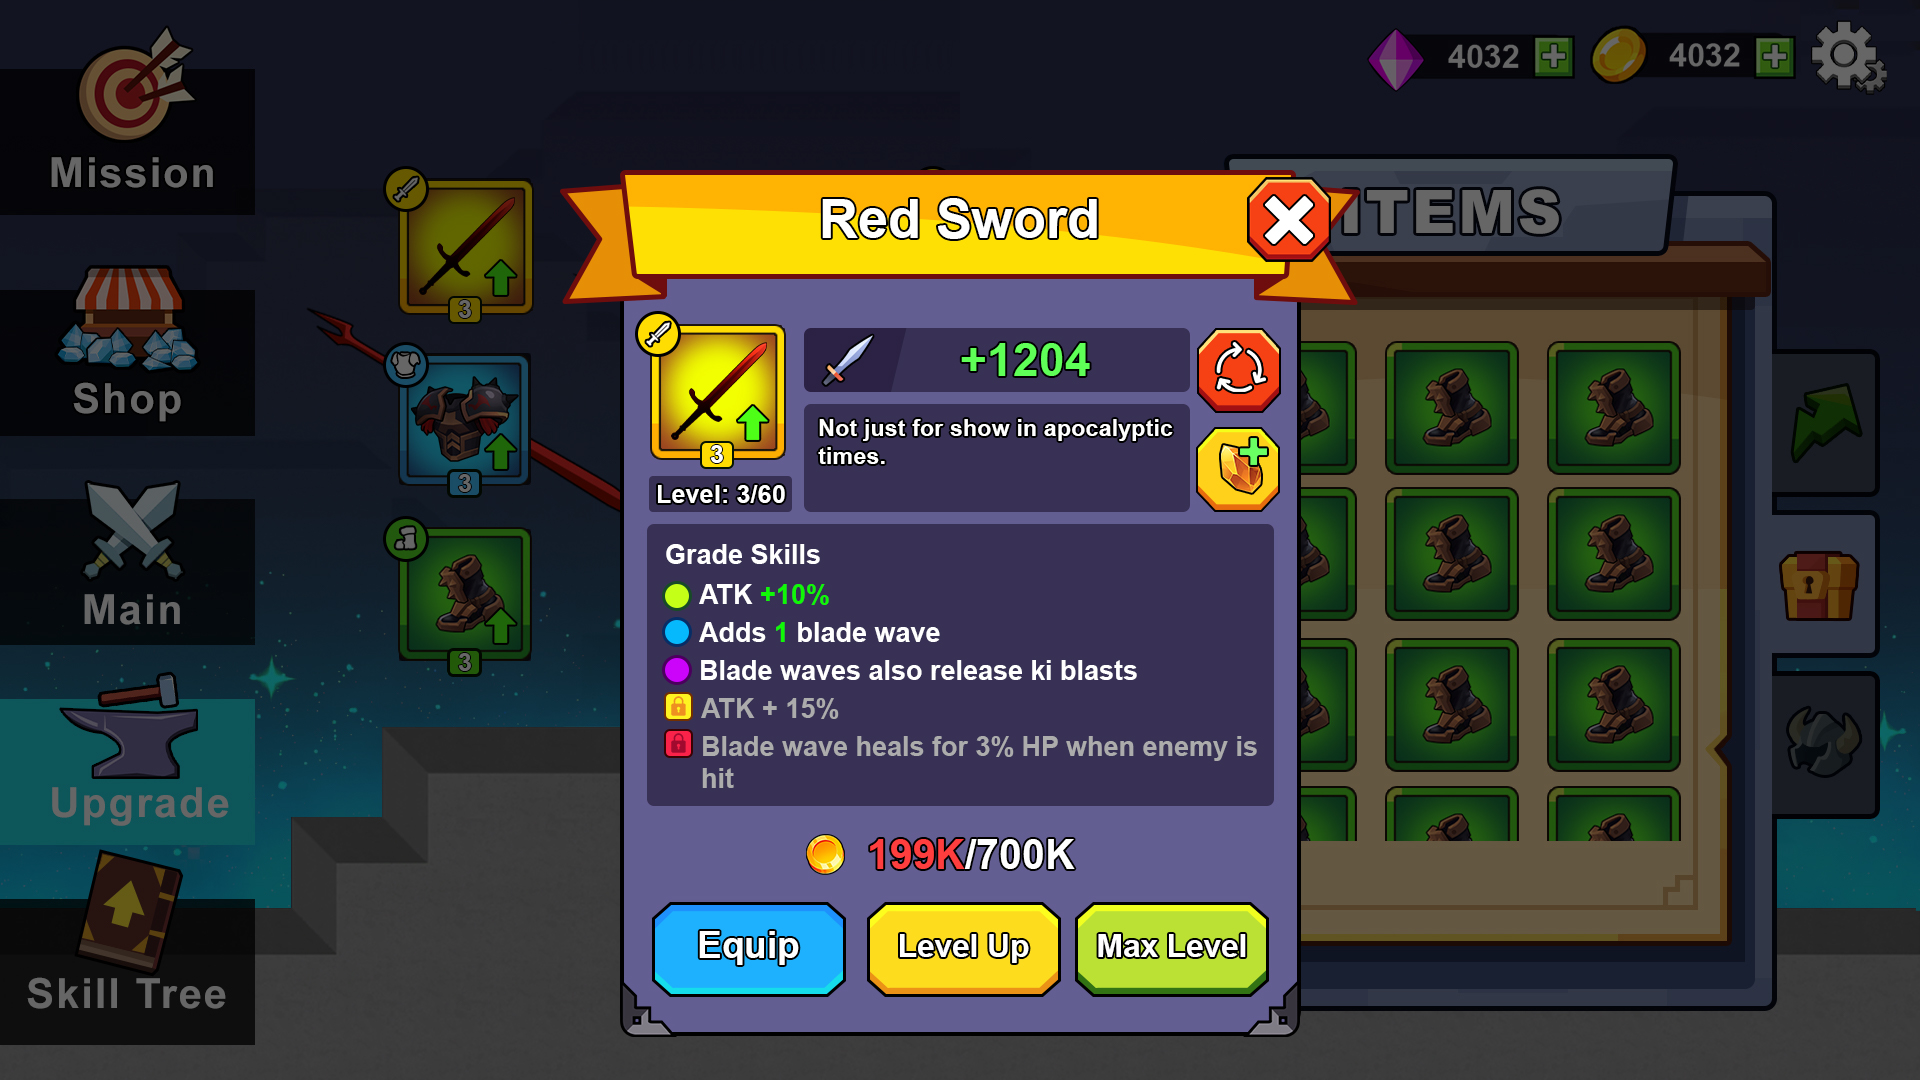 4032
4032
Mission
Shop
Main
Upgrade
Skill Tree
3
3
3
ITEMS
Red Sword
+1204
Not just for show in apocalyptic
times.
3
Level: 3/60
Grade Skills
ATK +10%
Adds 1 blade wave
Blade waves also release ki blasts
ATK + 15%
Blade wave heals for 3% HP when enemy is
hit
199K/700K
Equip
Level Up
Max Level